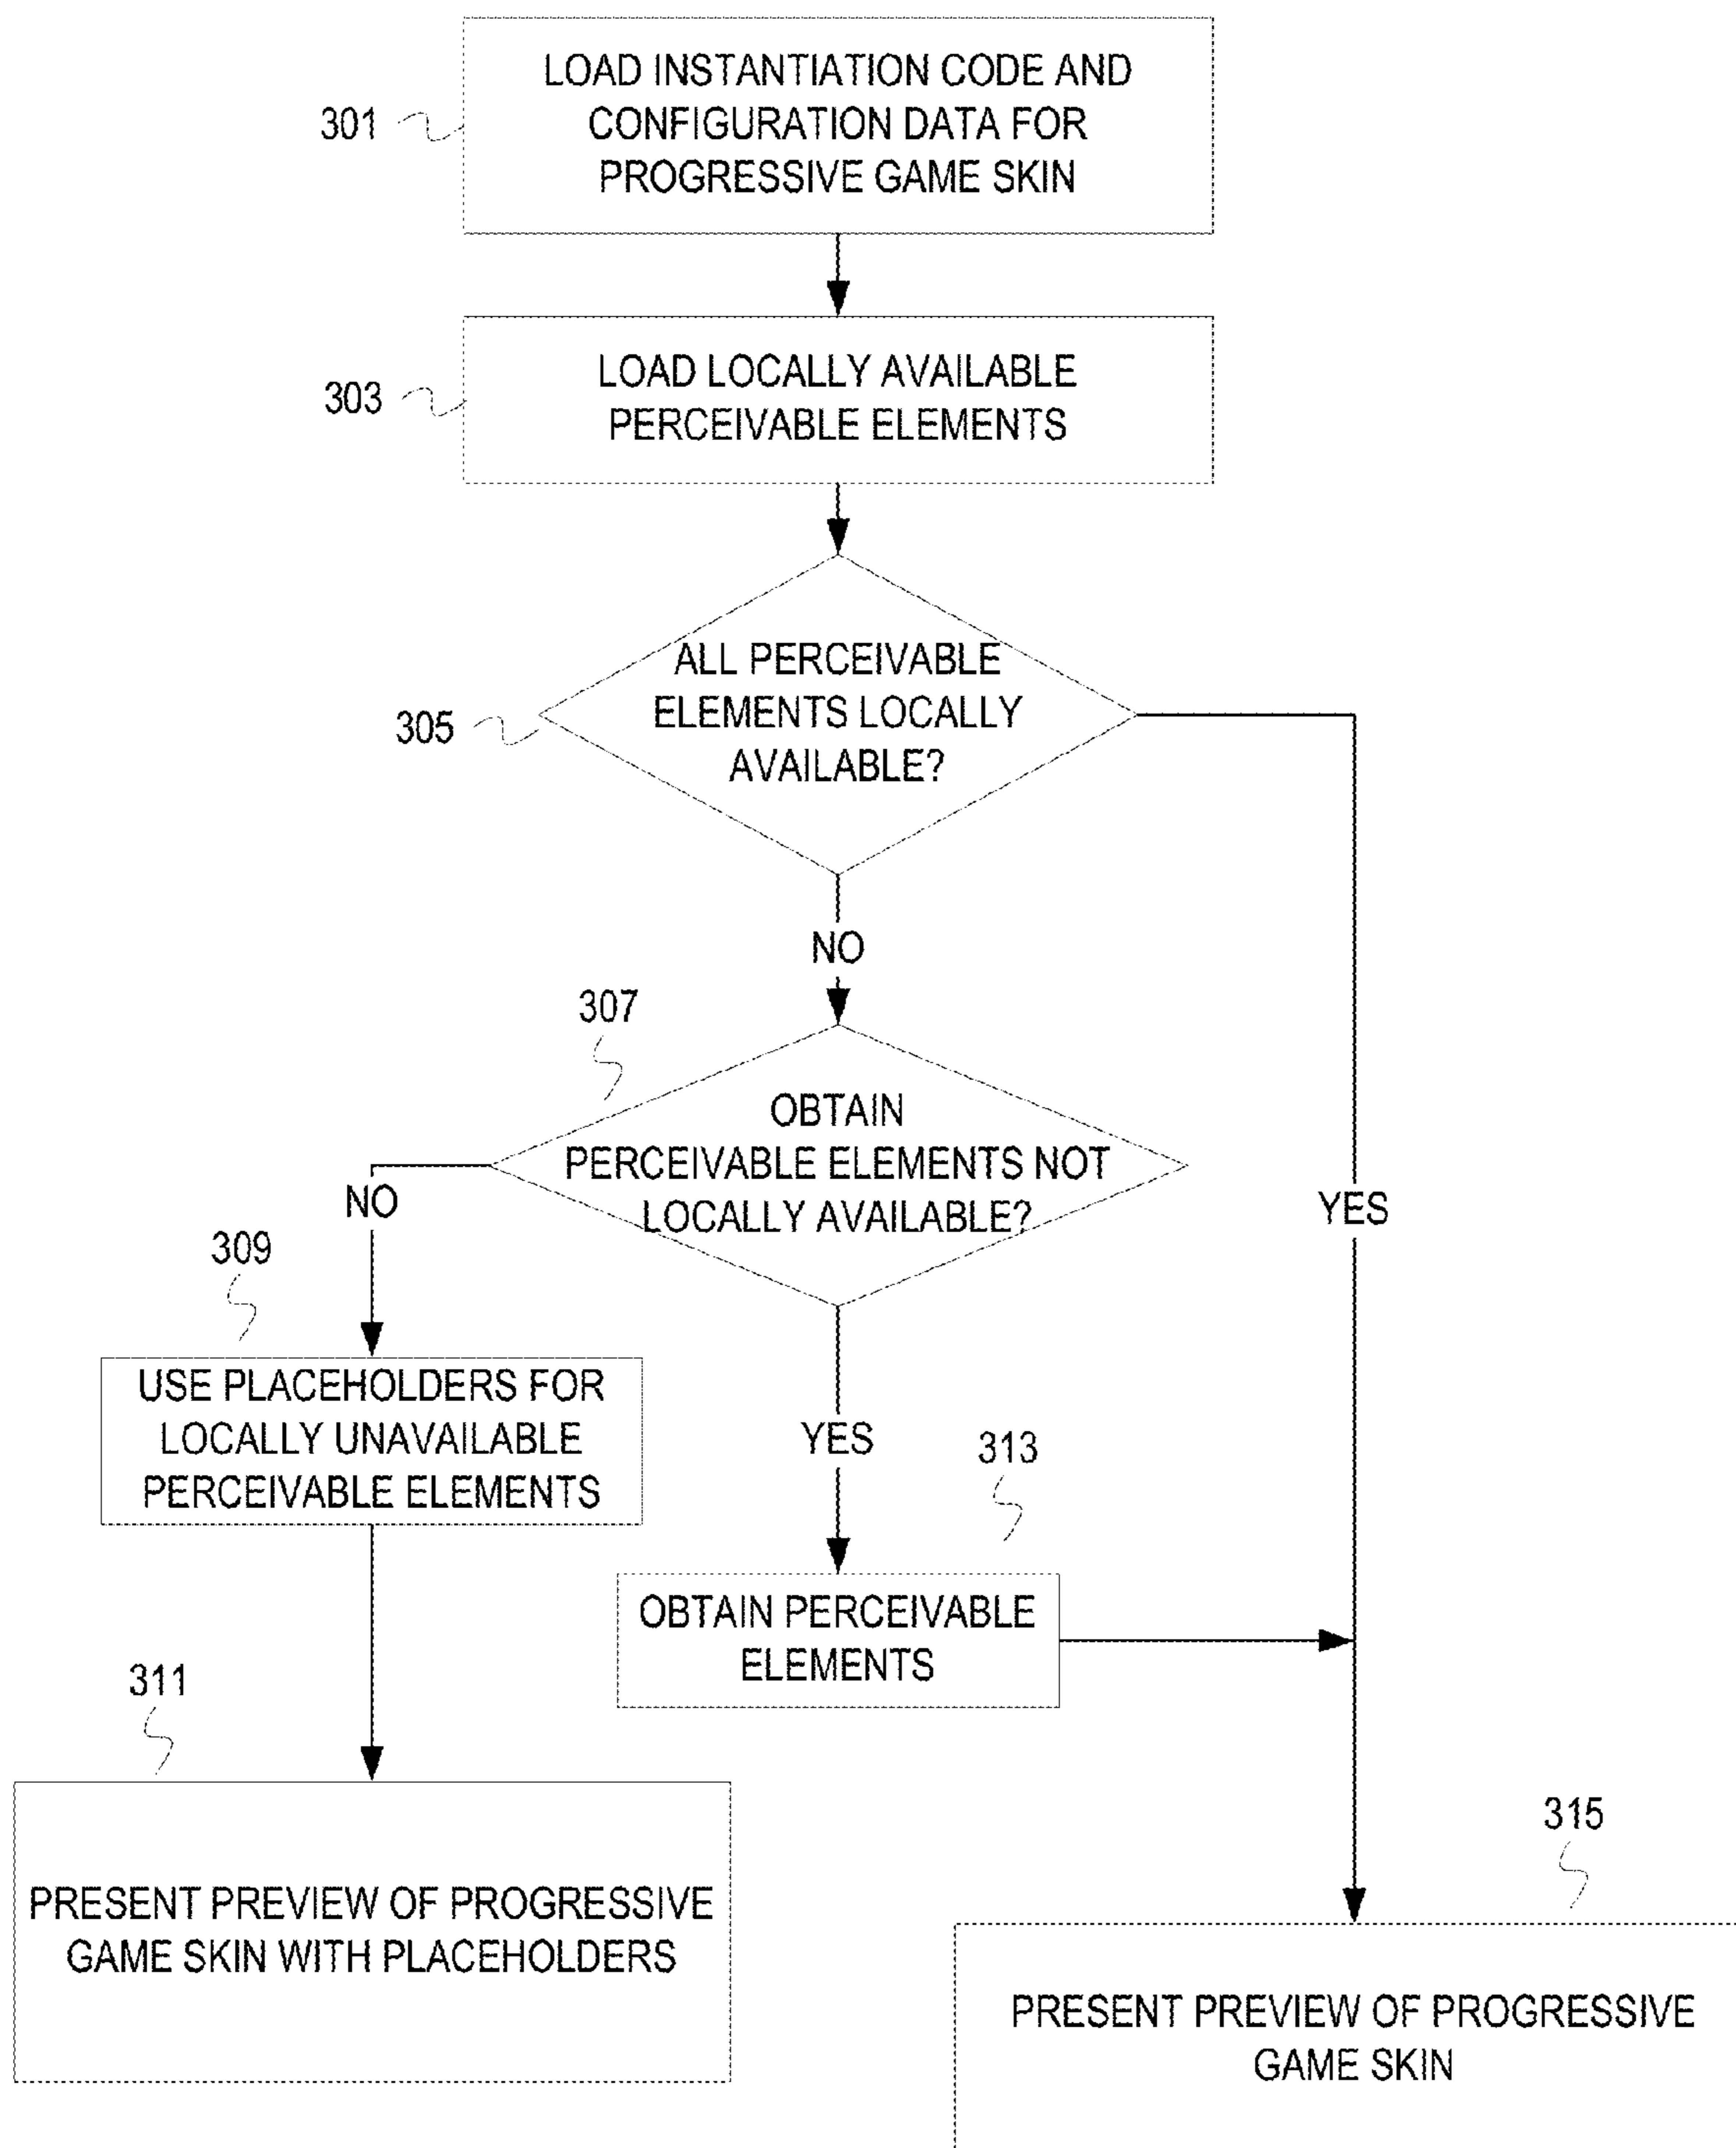 LOAD INSTANTIATION CODE AND
CONFIGURATION DATA FOR
PROGRESSIVE GAME SKIN
301
LOAD LOCALLY AVAILABLE
PERCEIVABLE ELEMENTS
303
ALL PERCEIVABLE
ELEMENTS LOCALLY
AVAILABLE?
305
NO
307
OBTAIN
PERCEIVABLE ELEMENTS NOT
LOCALLY AVAILABLE?
NO
YES
309
USE PLACEHOLDERS FOR
LOCALLY UNAVAILABLE
PERCEIVABLE ELEMENTS
YES
313
OBTAIN PERCEIVABLE
ELEMENTS
311
PRESENT PREVIEW OF PROGRESSIVE
GAME SKIN WITH PLACEHOLDERS
315
PRESENT PREVIEW OF PROGRESSIVE
GAME SKIN